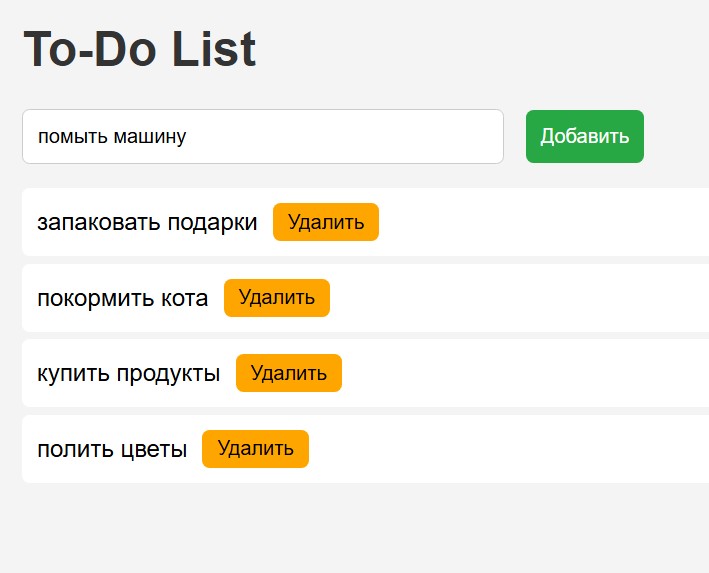 To-Do List
помыть машину Добавить
запаковать подарки Удалить
покормить кота Удалить
купить продукты Удалить
полить цветы Удалить